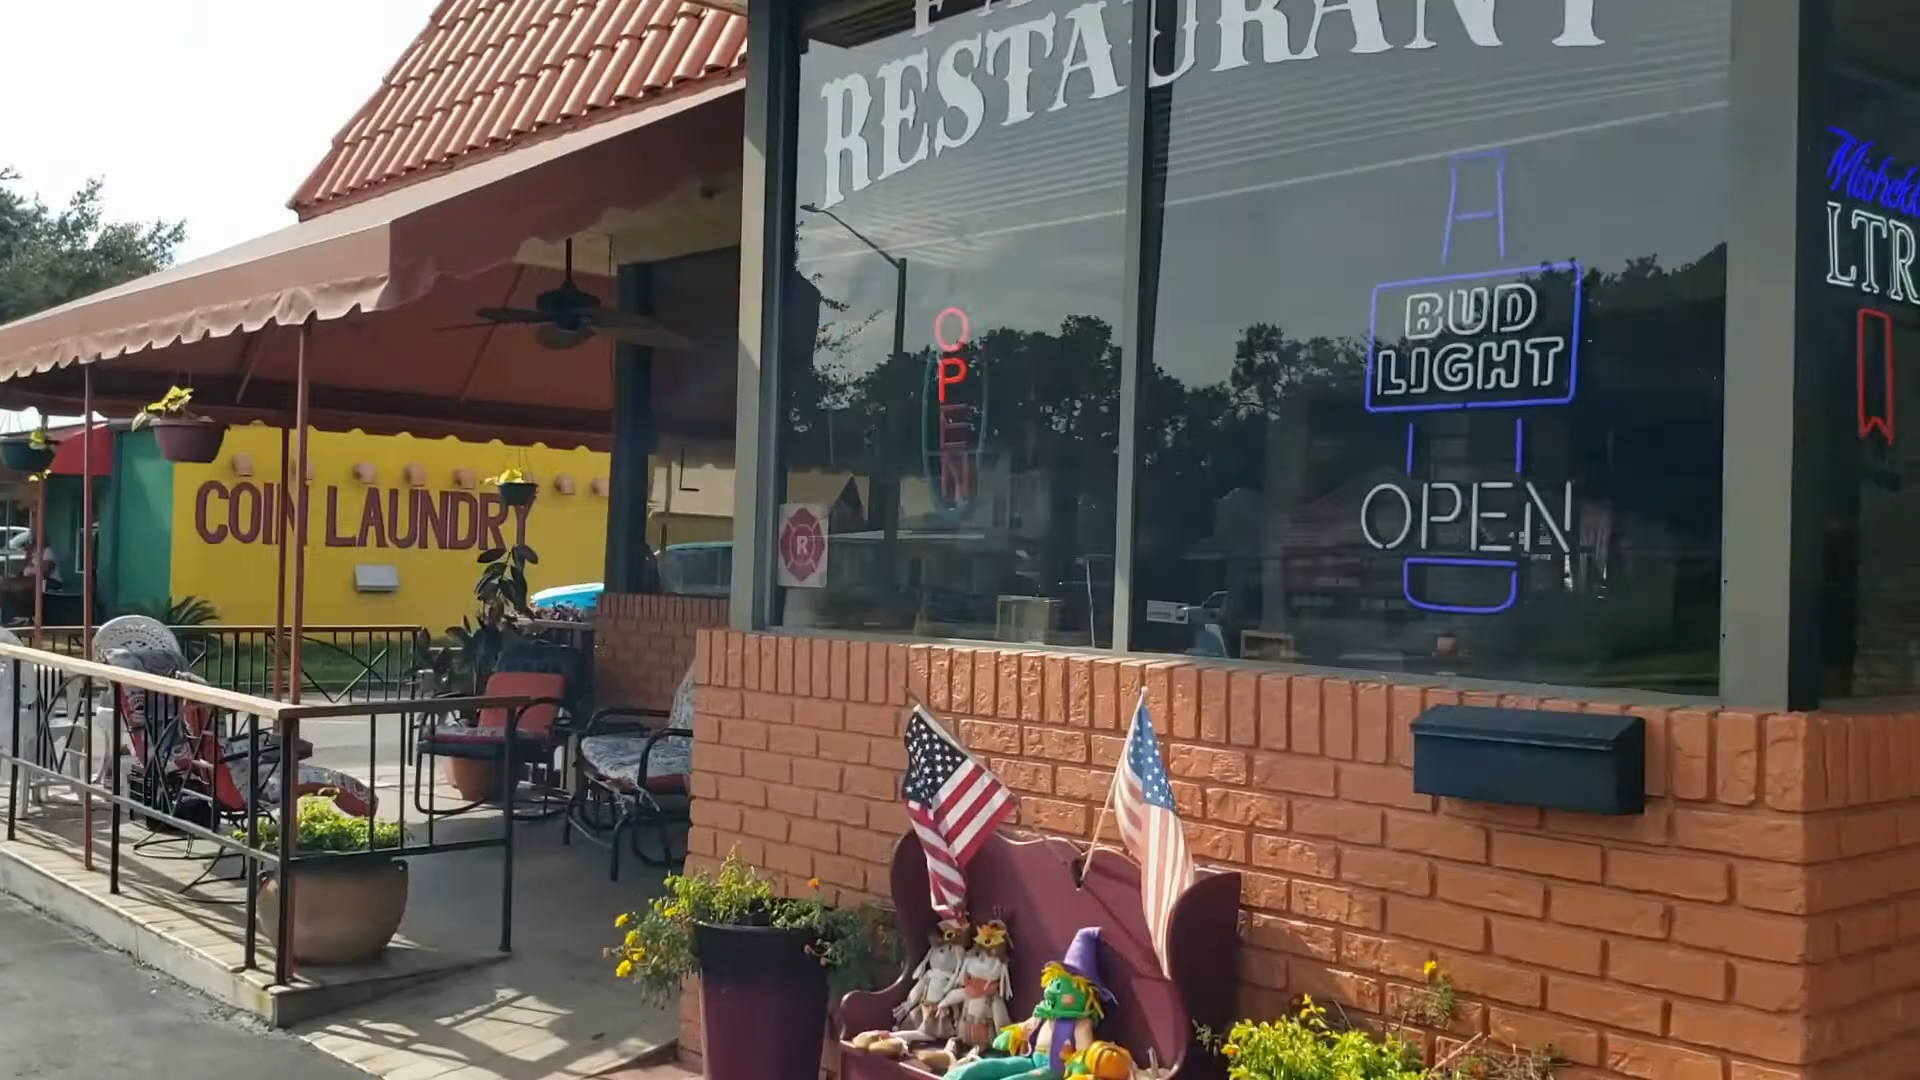 RESTAURANT
BUD
LIGHT
OPEN
OPEN
COIN LAUNDRY
R
LTR